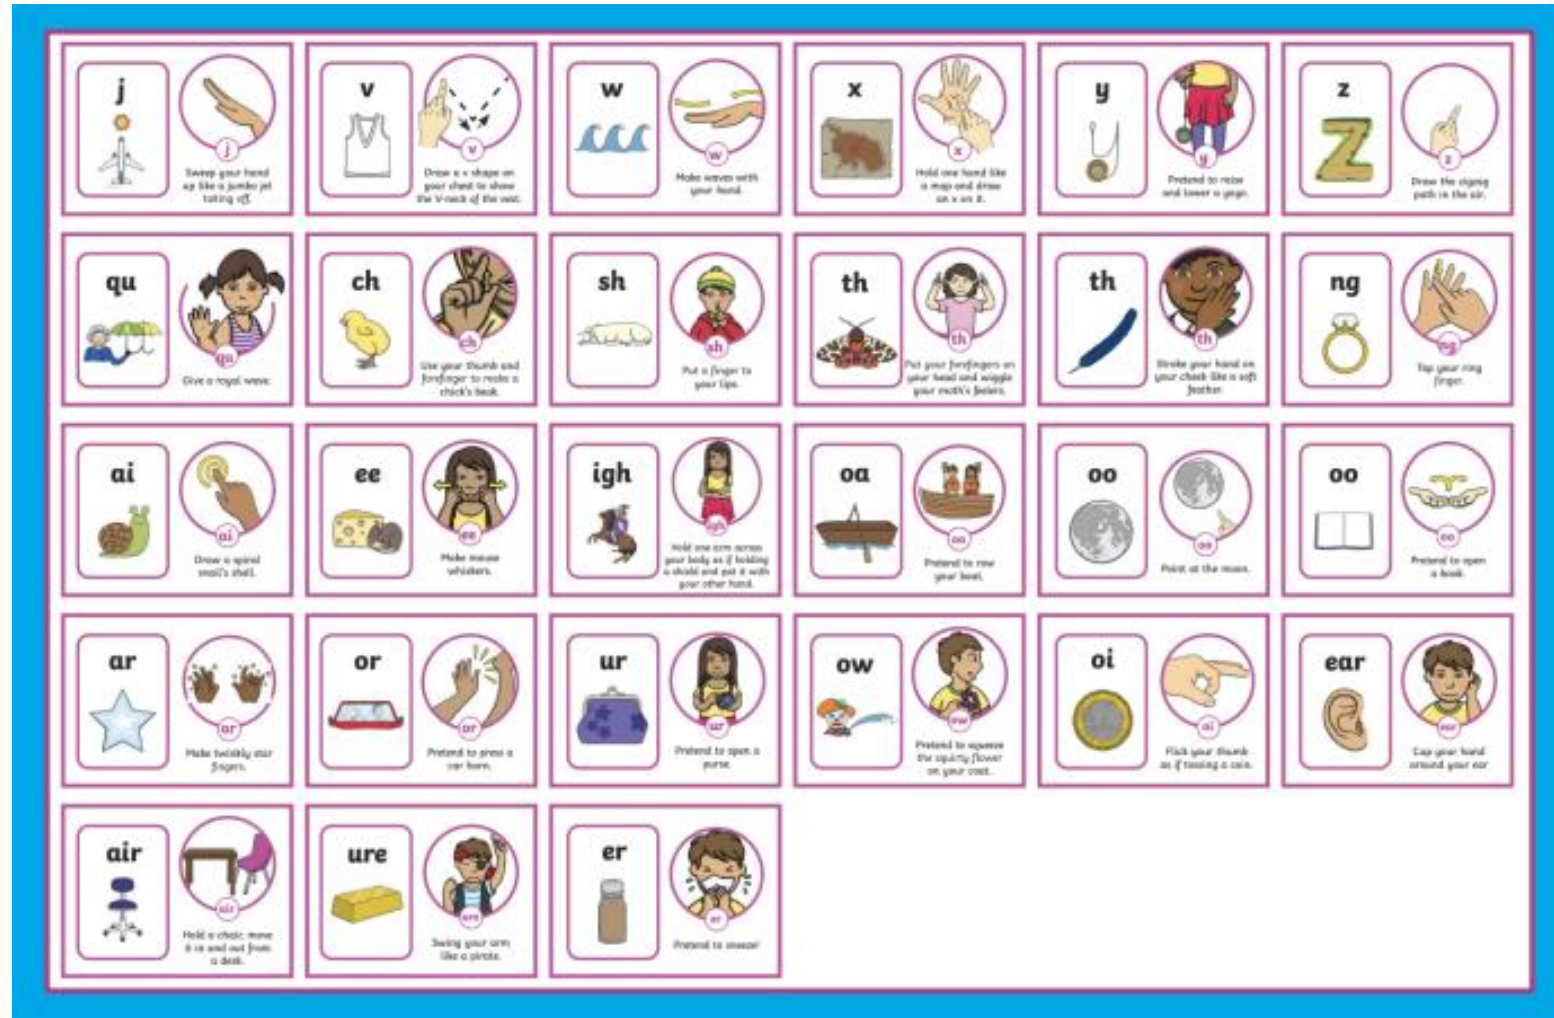 j
j
Sweep your hand
up like a jumbo jet
taking off.
v
v
Draw a v shape on
your chest to show
the V-neck of the vest.
w
w
Make waves with
your hand.
x
x
Hold one hand like
a map and draw
an x on it.
y
y
Pretend to raise
and lower a yoyo.
z
z
Draw the zigzag
path in the air.
qu
qu
Give a royal wave.
ch
ch
Use your thumb and
forefinger to make a
chick's beak.
sh
sh
Put a finger to
your lips.
th
th
Put your forefingers on
your head and waggle
your moth's feelers.
th
th
Stroke your hand on
your cheek like a soft
feather.
ng
ng
Tap your ring
finger.
ai
ai
Draw a spiral
snail's shell.
ee
ee
Make mouse
whiskers.
igh
igh
Hold one arm across
your body as if holding
a shield and pat it with
your other hand.
oa
oa
Pretend to row
your boat.
oo
oo
Point at the moon.
oo
oo
Pretend to open
a book.
ar
ar
Make twinkly star
fingers.
or
or
Pretend to press a
car horn.
ur
ur
Pretend to open a
purse.
ow
ow
Pretend to squeeze
the squirty flower
on your coat.
oi
oi
Flick your thumb
as if tossing a coin.
ear
ear
Cup your hand
around your ear
air
air
Hold a chair, move
it in and out from
a desk.
ure
ure
Swing your arm
like a pirate.
er
er
Pretend to sneeze!